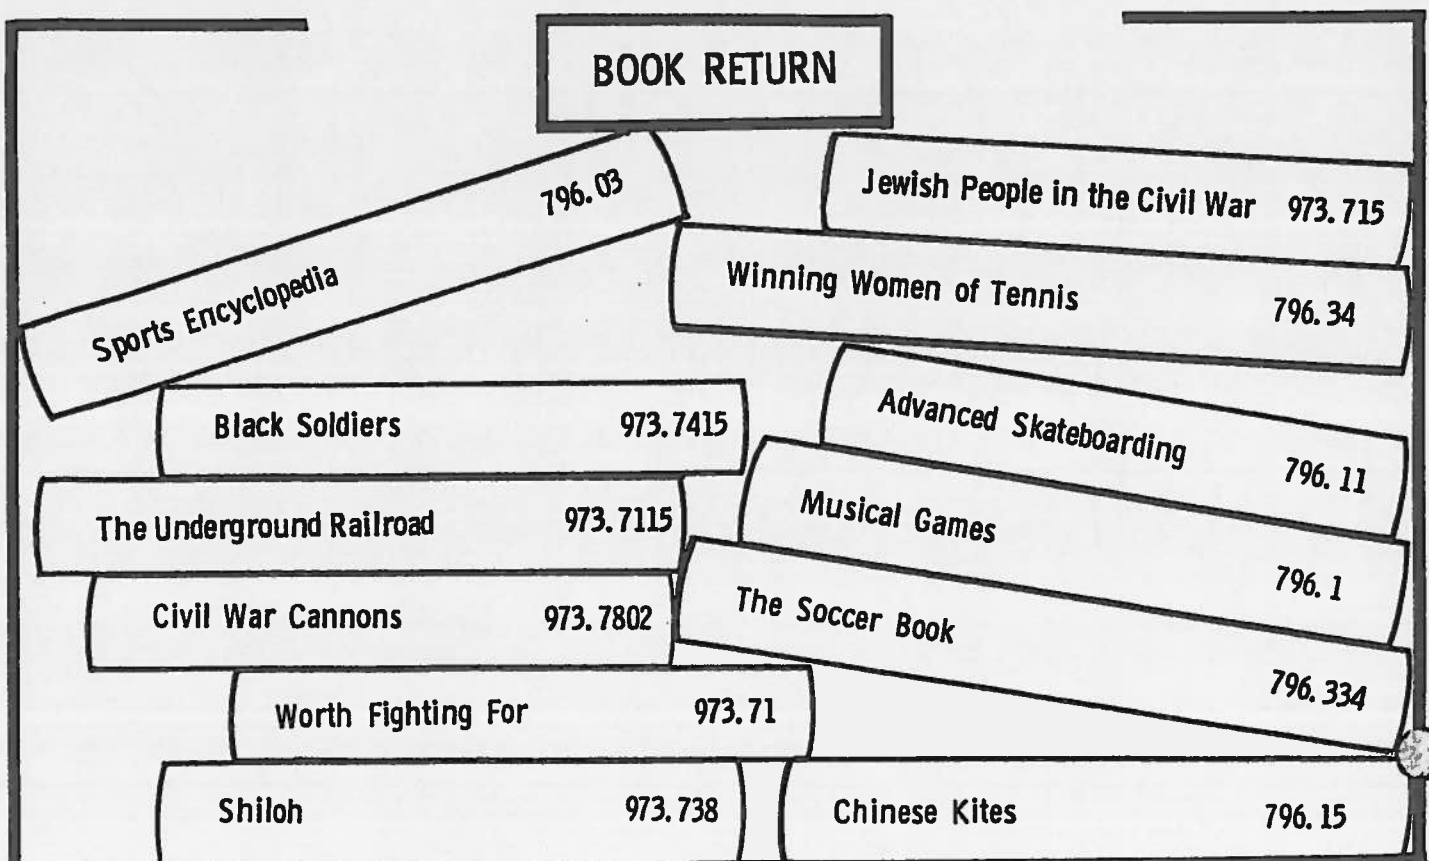 BOOK RETURN
Sports Encyclopedia 796.03
Jewish People in the Civil War 973.715
Winning Women of Tennis 796.34
Black Soldiers 973.7415
Advanced Skateboarding 796.11
The Underground Railroad 973.7115
Musical Games 796.1
Civil War Cannons 973.7802
The Soccer Book 796.334
Worth Fighting For 973.71
Shiloh 973.738
Chinese Kites 796.15